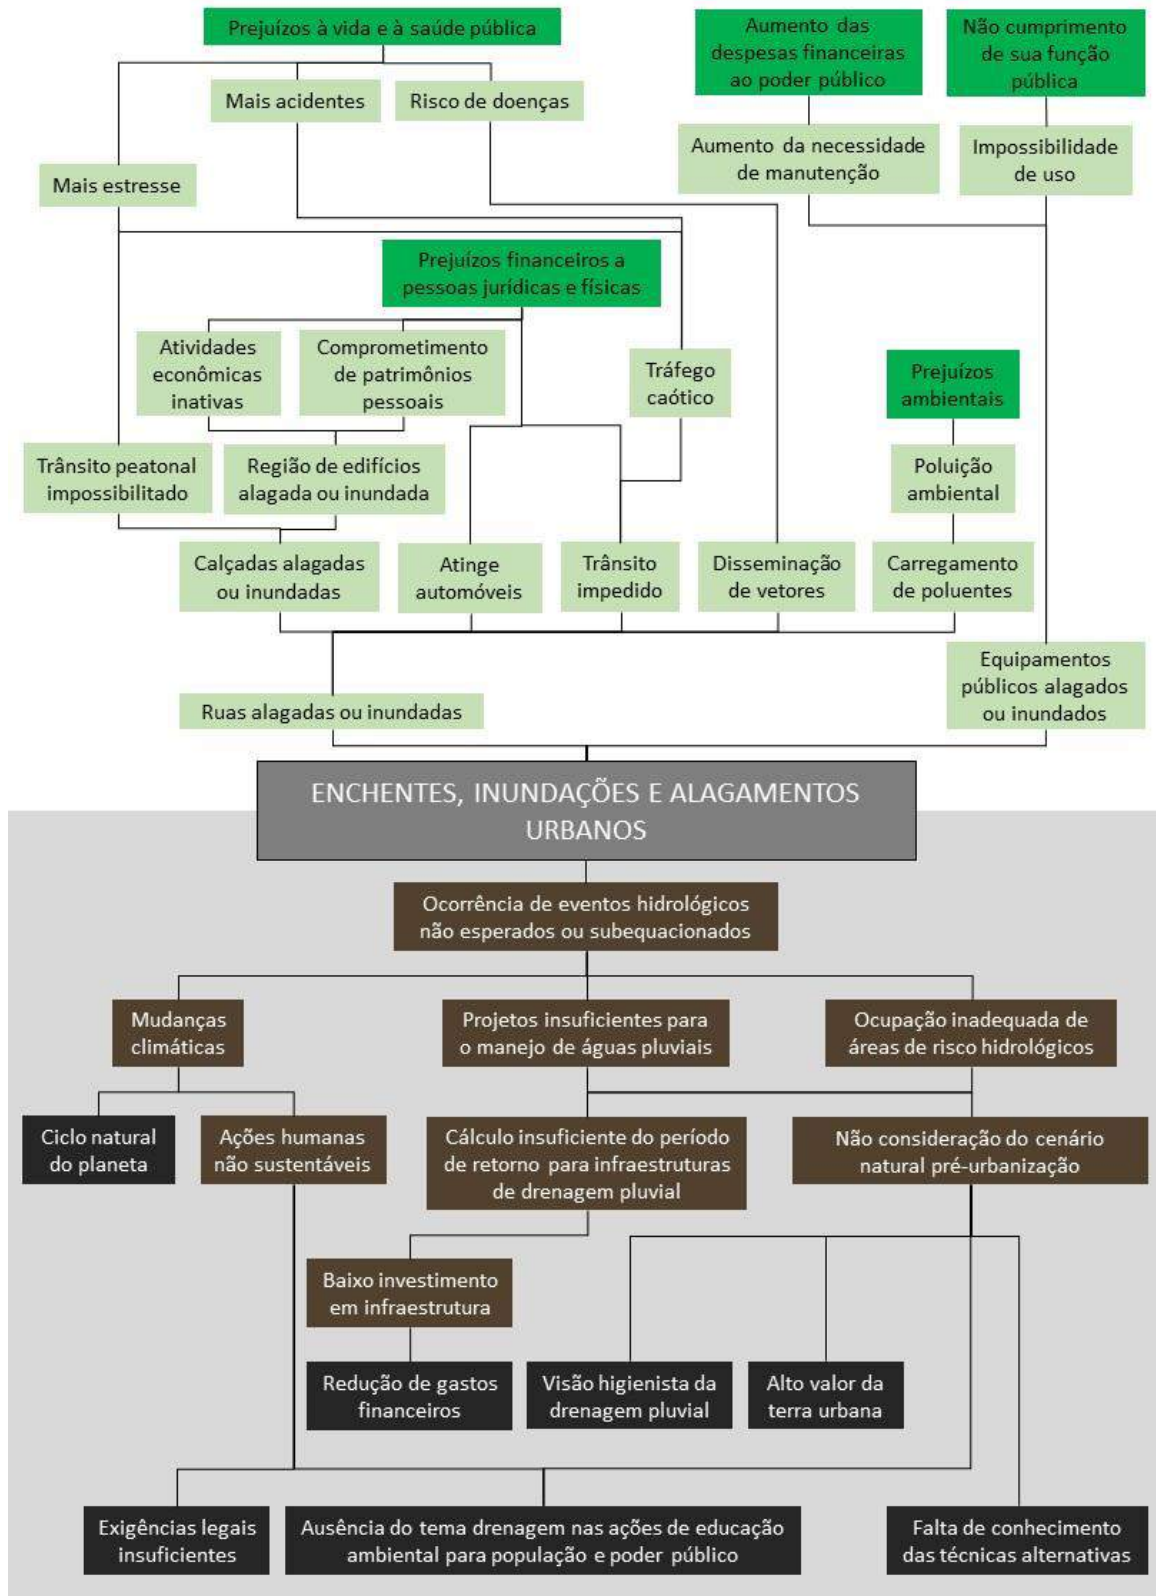 Prejuízos à vida e à saúde pública
Aumento das
despesas financeiras
ao poder público
Não cumprimento
de sua função
pública
Mais acidentes
Risco de doenças
Aumento da necessidade
de manutenção
Impossibilidade
de uso
Mais estresse
Prejuízos financeiros a
pessoas jurídicas e físicas
Atividades
econômicas
inativas
Comprometimento
de patrimônios
pessoais
Tráfego
caótico
Prejuízos
ambientais
Trânsito peatonal
impossibilitado
Região de edifícios
alagada ou inundada
Poluição
ambiental
Calçadas alagadas
ou inundadas
Atinge
automóveis
Trânsito
impedido
Disseminação
de vetores
Carregamento
de poluentes
Equipamentos
públicos alagados
ou inundados
Ruas alagadas ou inundadas
ENCHENTES, INUNDAÇÕES E ALAGAMENTOS
URBANOS
Ocorrência de eventos hidrológicos
não esperados ou subequacionados
Mudanças
climáticas
Projetos insuficientes para
o manejo de águas pluviais
Ocupação inadequada de
áreas de risco hidrológicos
Ciclo natural
do planeta
Ações humanas
não sustentáveis
Cálculo insuficiente do período
de retorno para infraestruturas
de drenagem pluvial
Não consideração do cenário
natural pré-urbanização
Baixo investimento
em infraestrutura
Redução de gastos
financeiros
Visão higienista da
drenagem pluvial
Alto valor da
terra urbana
Exigências legais
insuficientes
Ausência do tema drenagem nas ações de educação
ambiental para população e poder público
Falta de conhecimento
das técnicas alternativas